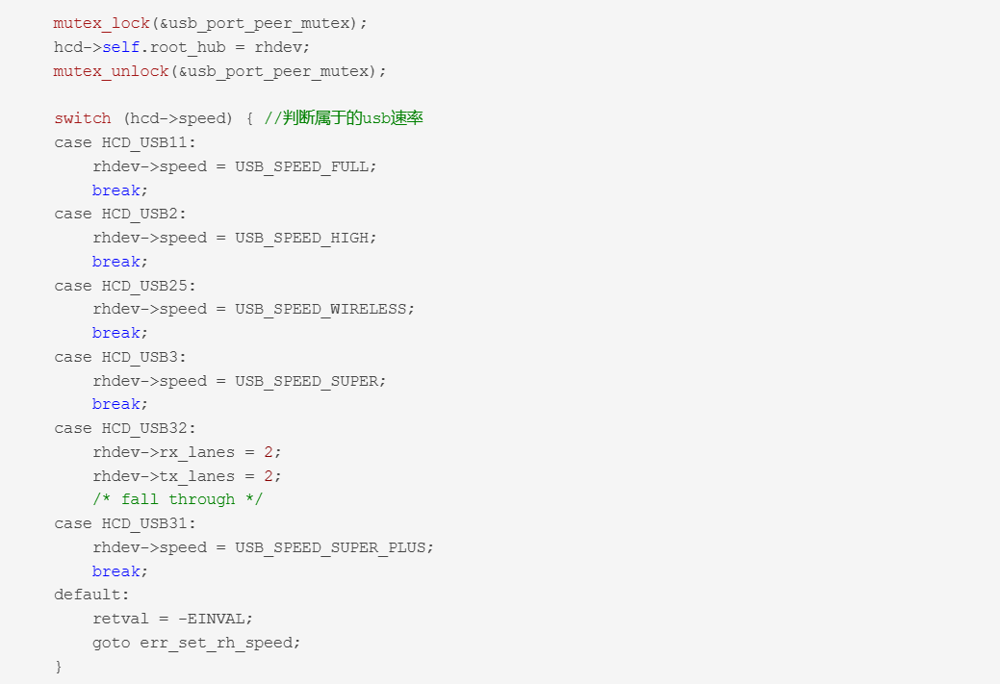 mutex_lock(&usb_port_peer_mutex);
hcd->self.root_hub = rhdev;
mutex_unlock(&usb_port_peer_mutex);
switch (hcd->speed) { //判断属于的usb速率
case HCD_USB11:
rhdev->speed = USB_SPEED_FULL;
break;
case HCD_USB2:
rhdev->speed = USB_SPEED_HIGH;
break;
case HCD_USB25:
rhdev->speed = USB_SPEED_WIRELESS;
break;
case HCD_USB3:
rhdev->speed = USB_SPEED_SUPER;
break;
case HCD_USB32:
rhdev->rx_lanes = 2;
rhdev->tx_lanes = 2;
/* fall through */
case HCD_USB31:
rhdev->speed = USB_SPEED_SUPER_PLUS;
break;
default:
retval = -EINVAL;
goto err_set_rh_speed;
}